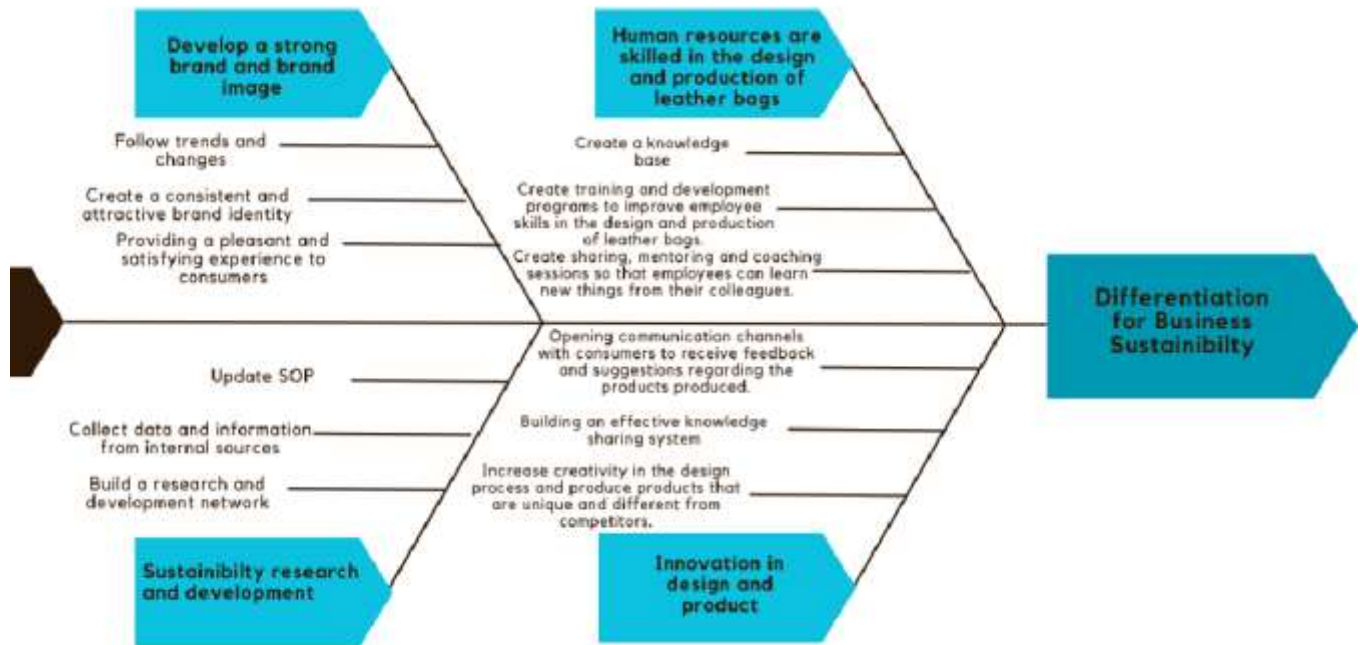 Develop a strong
brand and brand
image
Follow trends and
changes
Create a consistent and
attractive brand identity
Providing a pleasant and
satisfying experience to
consumers
Human resources are
skilled in the design
and production of
leather bags
Create a knowledge
base
Create training and development
programs to improve employee
skills in the design and production
of leather bags.
Create sharing, mentoring and coaching
sessions so that employees can learn
new things from their colleagues.
Differentiation
for Business
Sustainibilty
Update SOP
Collect data and information
from internal sources
Build a research and
development network
Sustainibilty research
and development
Opening communication channels
with consumers to receive feedback
and suggestions regarding the
products produced.
Building an effective knowledge
sharing system
Increase creativity in the design
process and produce products that
are unique and different from
competitors.
Innovation in
design and
product